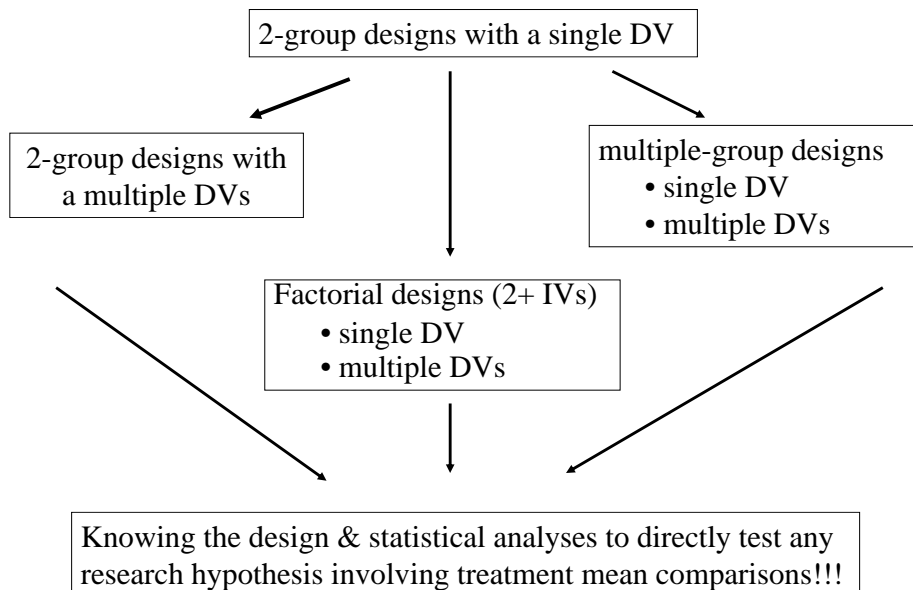 2-group designs with a single DV
2-group designs with
a multiple DVs
multiple-group designs
• single DV
• multiple DVs
Factorial designs (2+ IVs)
• single DV
• multiple DVs
Knowing the design & statistical analyses to directly test any
research hypothesis involving treatment mean comparisons!!!